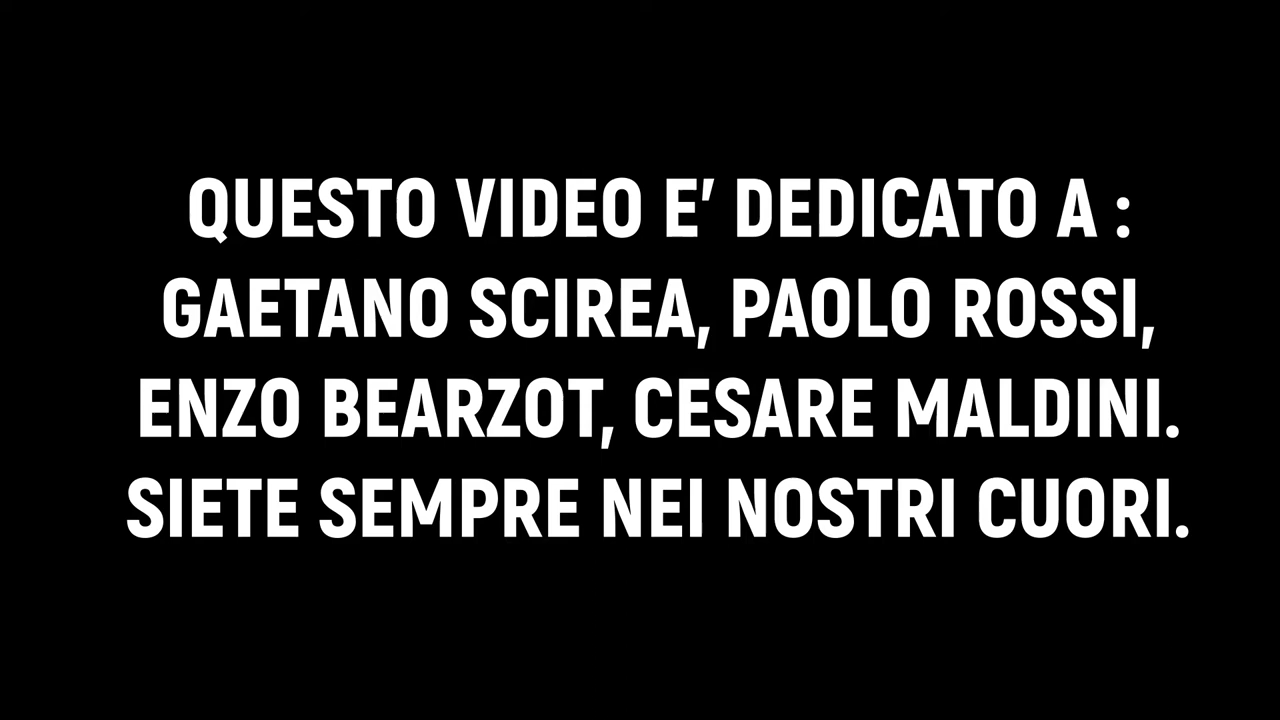 QUESTO VIDEO E' DEDICATO A :
GAETANO SCIREA, PAOLO ROSSI,
ENZO BEARZOT, CESARE MALDINI.
SIETE SEMPRE NEI NOSTRI CUORI.